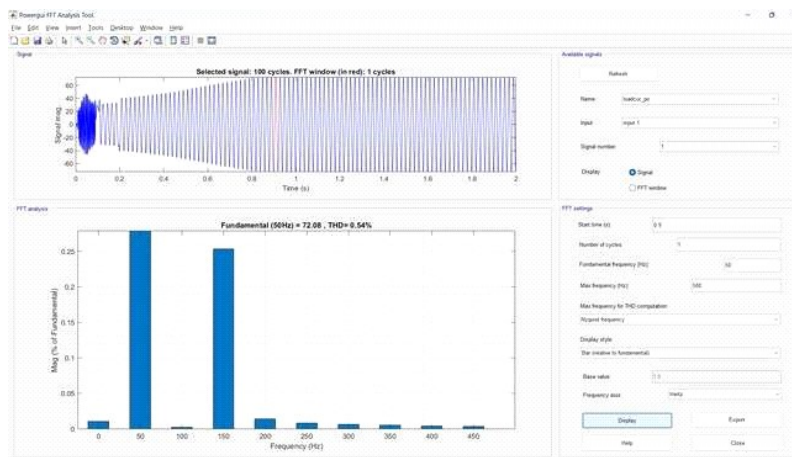 Powergui FFT Analysis Tool
File Edit View Insert Tools Desktop Window Help
Signal
Selected signal: 100 cycles. FFT window (in red): 1 cycles
60
40
20
0
-20
-40
-60
Signal mag.
0 0.2 0.4 0.6 0.8 1 1.2 1.4 1.6 1.8 2
Time (s)
Available signals
Refresh
Name
Input input 1
Signal number 1
Display Signal
FFT window
FFT analysis
Fundamental (50Hz) = 72.08 , THD= 0.54%
0.25
0.2
0.15
0.1
0.05
0
Mag (% of Fundamental)
0 50 100 150 200 250 300 350 400 450
Frequency (Hz)
FFT settings
Start time (s) 0.9
Number of cycles 1
Fundamental frequency (Hz) 50
Max frequency (Hz) 500
Max frequency for THD computation
Nyquist frequency
Display style
Bar (relative to fundamental)
Base value 1.0
Frequency axis Hertz
Display Export
Help Close